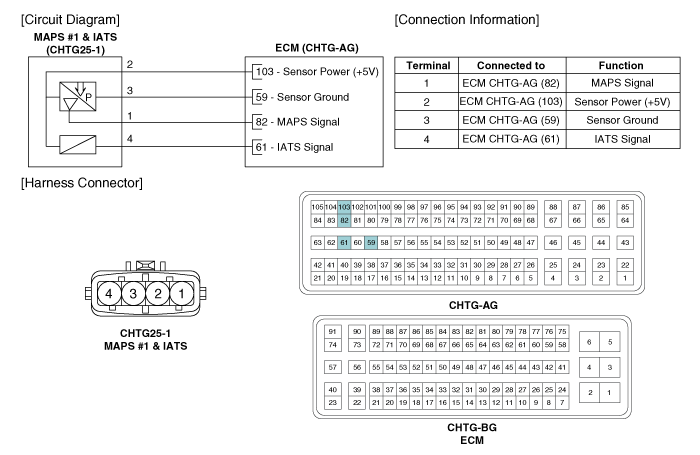 [Circuit Diagram]
MAPS #1 & IATS
(CHTG25-1)
ECM (CHTG-AG)
2
103 - Sensor Power (+5V)
P
3
59 - Sensor Ground
1
82 - MAPS Signal
4
61 - IATS Signal
[Connection Information]
Terminal Connected to Function
1 ECM CHTG-AG (82) MAPS Signal
2 ECM CHTG-AG (103) Sensor Power (+5V)
3 ECM CHTG-AG (59) Sensor Ground
4 ECM CHTG-AG (61) IATS Signal
[Harness Connector]
4 3 2 1
CHTG25-1
MAPS #1 & IATS
105 104 103 102 101 100 99 98 97 96 95 94 93 92 91 90 89 88 87 86 85
84 83 82 81 80 79 78 77 76 75 74 73 72 71 70 69 68 67 66 65 64
63 62 61 60 59 58 57 56 55 54 53 52 51 50 49 48 47 46 45 44 43
42 41 40 39 38 37 36 35 34 33 32 31 30 29 28 27 26 25 24 23 22
21 20 19 18 17 16 15 14 13 12 11 10 9 8 7 6 5 4 3 2 1
CHTG-AG
91 90 89 88 87 86 85 84 83 82 81 80 79 78 77 76 75
74 73 72 71 70 69 68 67 66 65 64 63 62 61 60 59 58
6 5
57 56 55 54 53 52 51 50 49 48 47 46 45 44 43 42 41
4 3
40 39 38 37 36 35 34 33 32 31 30 29 28 27 26 25 24
23 22 21 20 19 18 17 16 15 14 13 12 11 10 9 8 7
2 1
CHTG-BG
ECM